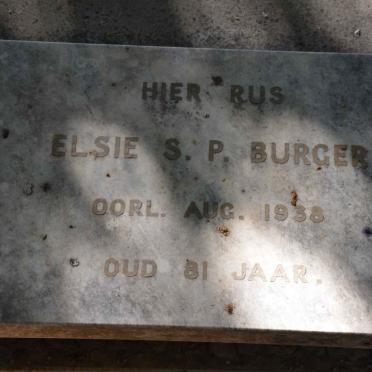 HIER RUS
ELSIE S. P. BURGER
OORL. AUG. 1938
OUD 81 JAAR.